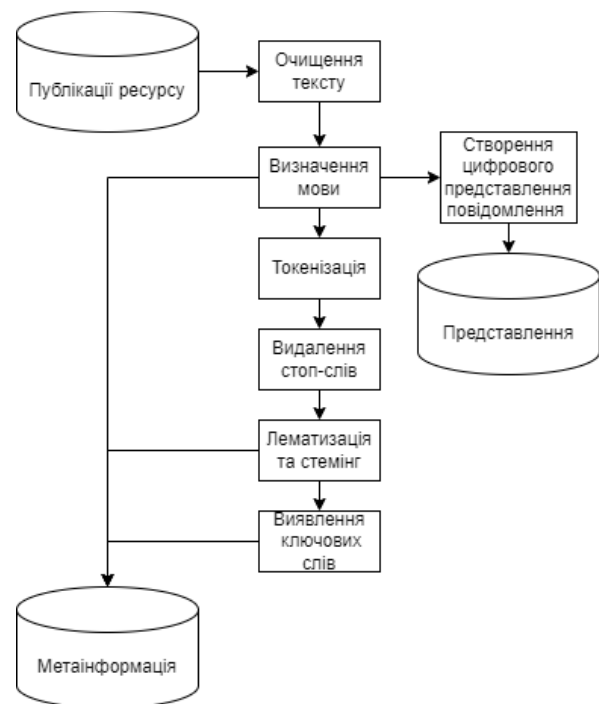 Публікації ресурсу
Очищення
тексту
Визначення
мови
Створення
цифрового
представлення
повідомлення
Токенізація
Представлення
Видалення
стоп-слів
Лематизація
та стемінг
Виявлення
ключових
слів
Метаінформація